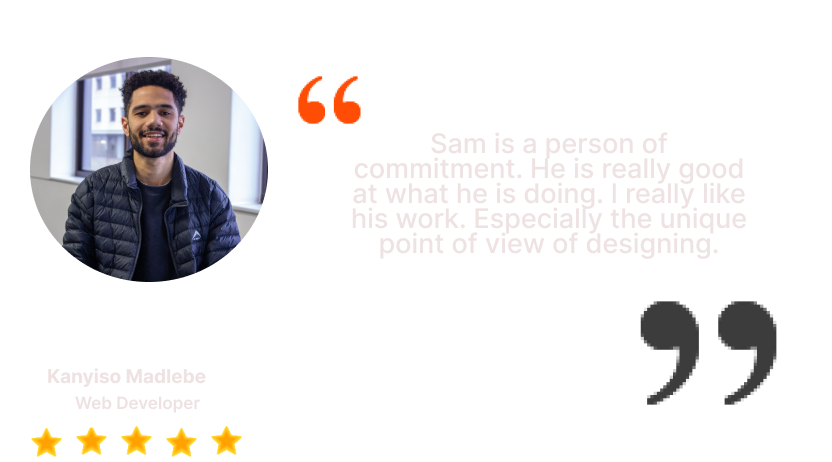 “
Sam is a person of
commitment. He is really good
at what he is doing. I really like
his work. Especially the unique
point of view of designing.
”
Kanyiso Madlebe
Web Developer